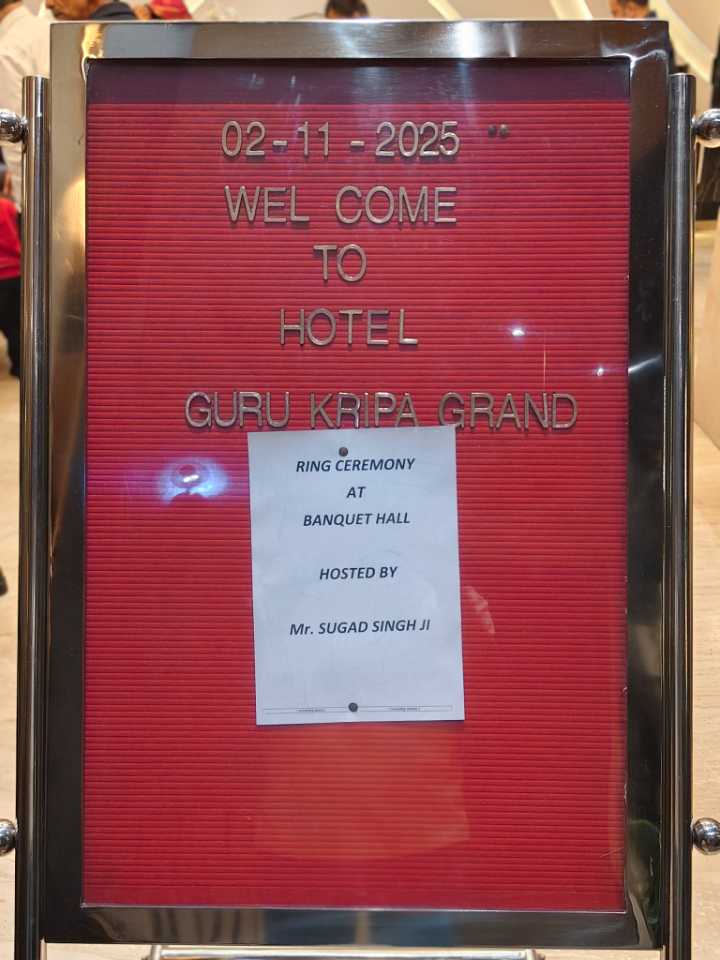 02-11-2025
WEL COME
TO
HOTEL
GURU KRIPA GRAND
RING CEREMONY
AT
BANQUET HALL
HOSTED BY
Mr. SUGAD SINGH JI